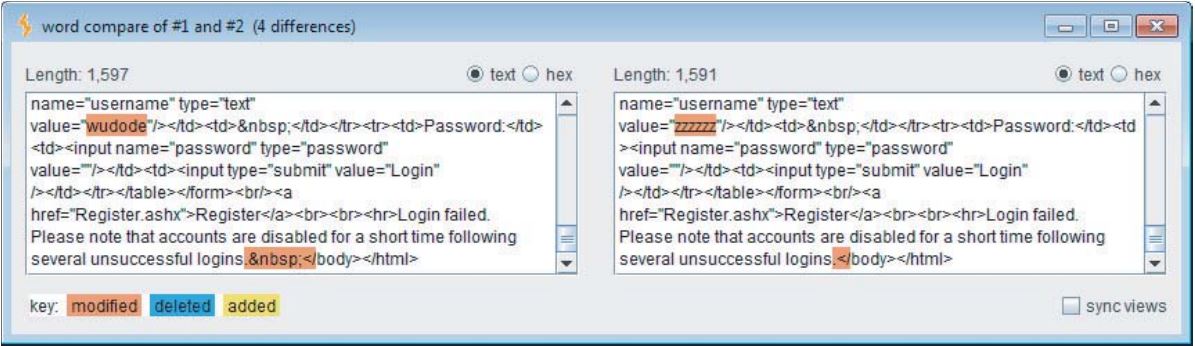 word compare of #1 and #2 (4 differences)
Length: 1,597
text hex
name="username" type="text"
value="wudode"/></td><td>&nbsp;</td></tr><tr><td>Password:</td>
<td><input name="password" type="password"
value=""/></td><td><input type="submit" value="Login"
/></td></tr></table></form><br/><a
href="Register.ashx">Register</a><br><br><hr>Login failed.
Please note that accounts are disabled for a short time following
several unsuccessful logins.&nbsp;</body></html>
Length: 1,591
text hex
name="username" type="text"
value="zzzzzz"/></td><td>&nbsp;</td></tr><tr><td>Password:</td><td
><input name="password" type="password"
value=""/></td><td><input type="submit" value="Login"
/></td></tr></table></form><br/><a
href="Register.ashx">Register</a><br><br><hr>Login failed.
Please note that accounts are disabled for a short time following
several unsuccessful logins.</body></html>
key: modified deleted added
sync views